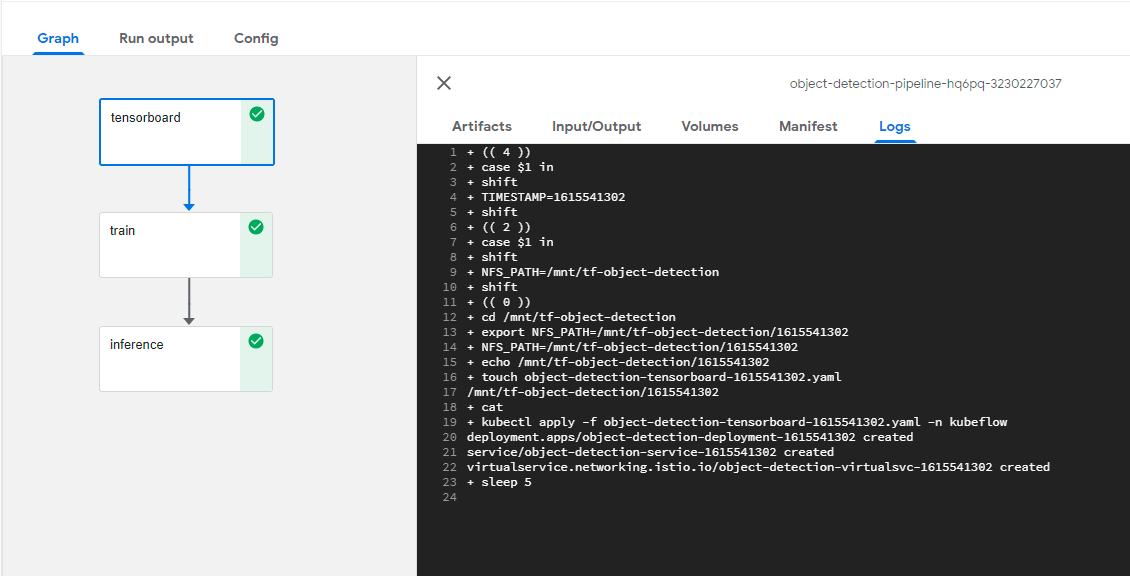 Graph Run output Config
tensorboard
train
inference
object-detection-pipeline-hq6pq-3230227037
Artifacts Input/Output Volumes Manifest Logs
1 + (( 4 ))
2 + case $1 in
3 + shift
4 + TIMESTAMP=1615541302
5 + shift
6 + (( 2 ))
7 + case $1 in
8 + shift
9 + NFS_PATH=/mnt/tf-object-detection
10 + shift
11 + (( 0 ))
12 + cd /mnt/tf-object-detection
13 + export NFS_PATH=/mnt/tf-object-detection/1615541302
14 + NFS_PATH=/mnt/tf-object-detection/1615541302
15 + echo /mnt/tf-object-detection/1615541302
16 + touch object-detection-tensorboard-1615541302.yaml
17 /mnt/tf-object-detection/1615541302
18 + cat
19 + kubectl apply -f object-detection-tensorboard-1615541302.yaml -n kubeflow
20 deployment.apps/object-detection-deployment-1615541302 created
21 service/object-detection-service-1615541302 created
22 virtualservice.networking.istio.io/object-detection-virtualsvc-1615541302 created
23 + sleep 5
24